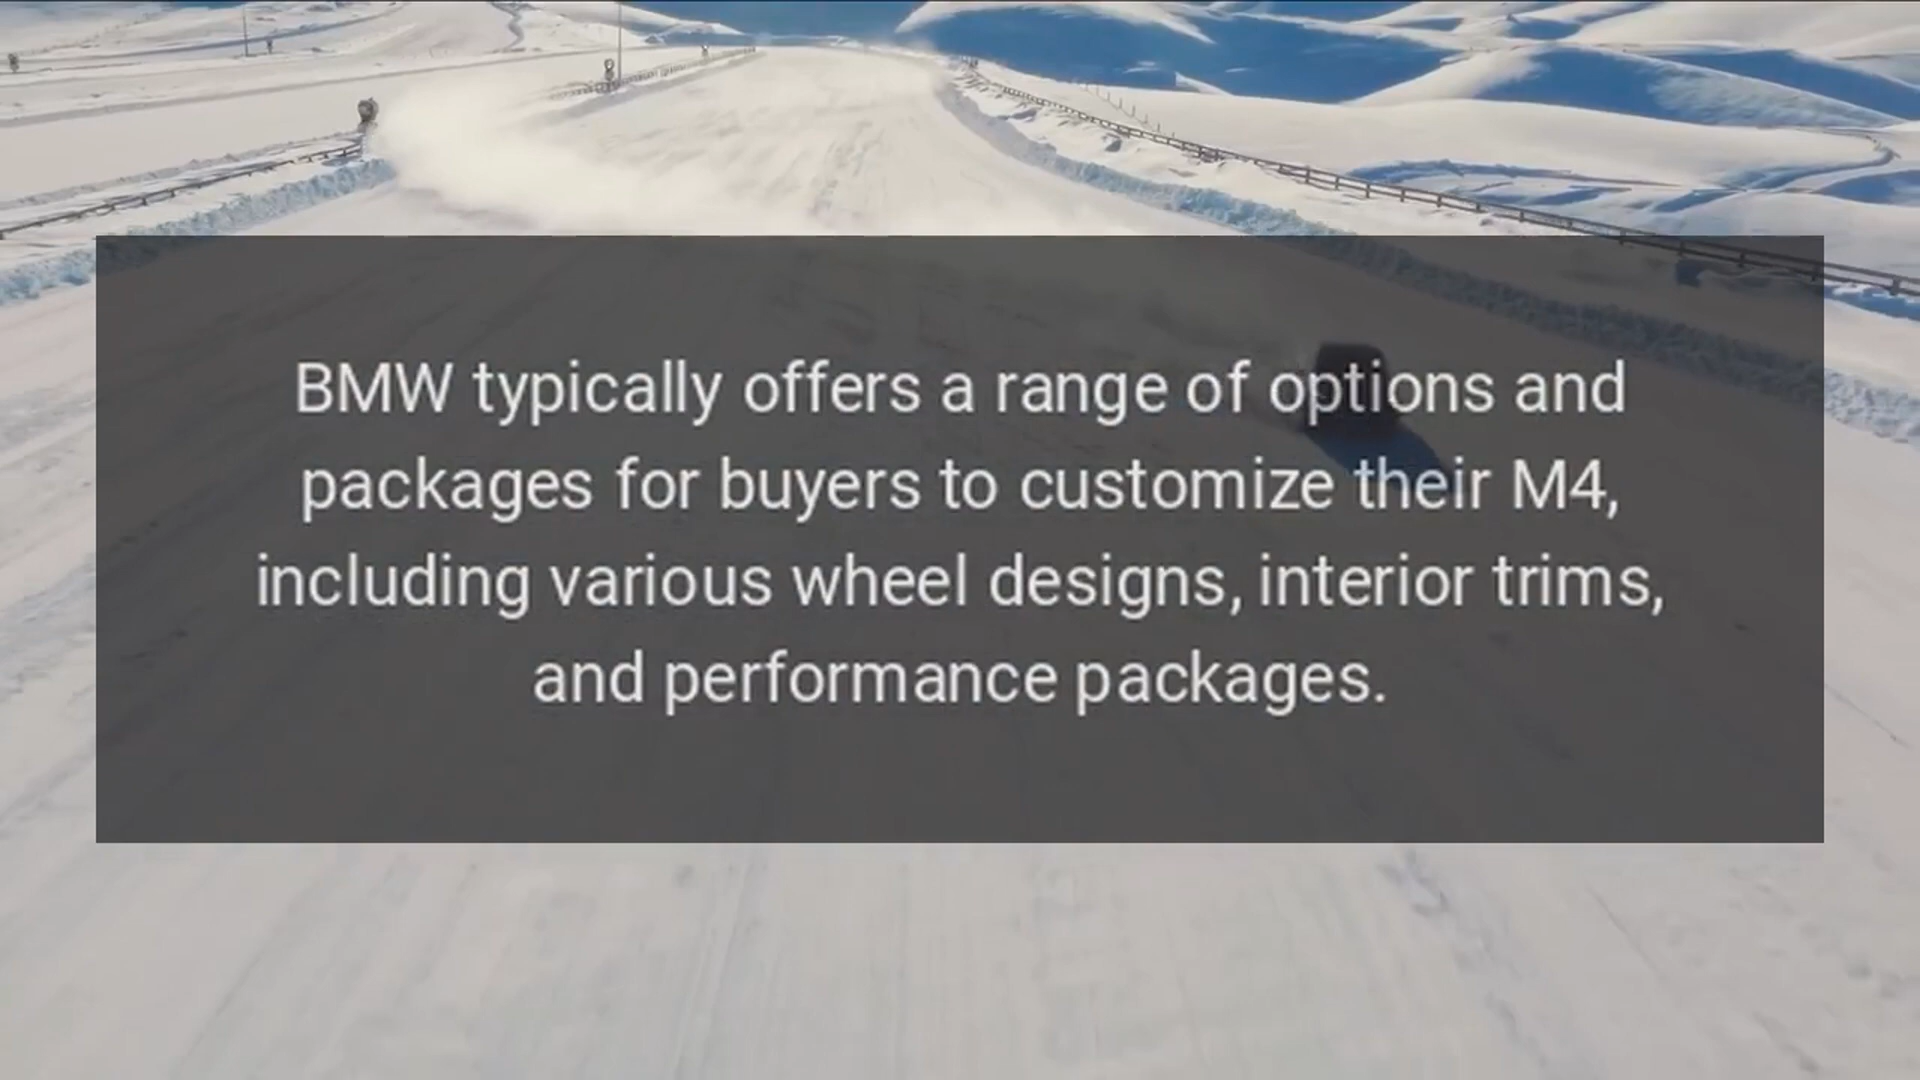 BMW typically offers a range of options and
packages for buyers to customize their M4,
including various wheel designs, interior trims,
and performance packages.